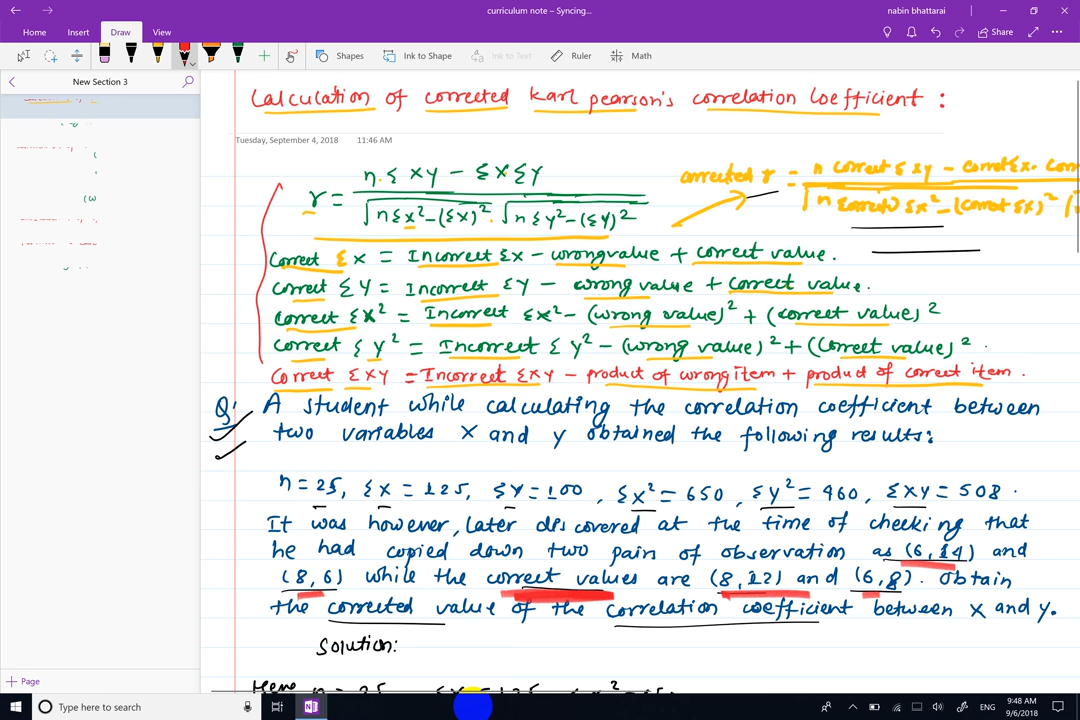 curriculum note – Syncing...
nabin bhattarai
Home
Insert
Draw
View
Share
Shapes
Ink to Shape
Ink to Text
Ruler
Math
New Section 3
Calculation of corrected Karl pearson's correlation Coefficient :
Tuesday, September 4, 2018 11:46 AM
r = n Σ XY - ΣX ΣY
√nΣx²-(Σx)² . √nΣy²-(ΣY)²
corrected r = n correct Σxy -
Correct Σ x = Incorrect Σx - wrong value + correct value.
Correct Σ Y = Incorrect ΣY - wrong value + correct value.
Correct Σx² = Incorrect Σx² - (wrong value)² + (correct value)²
Correct Σ y² = Incorrect Σ y² - (wrong value)² + (correct value)² .
Correct Σxy = Incorrect Σxy - product of wrong item + product of correct item .
A student while calculating the correlation coefficient between
two variables X and y obtained the following results:
n = 25, Σx = 125, ΣY = 100 , Σx² = 650 , Σy² = 460 , Σxy = 508 .
It was however, later discovered at the time of checking that
he had copied down two pair of observation as (6,14) and
(8,6) while the correct values are (8,12) and (6,8). Obtain
the corrected value of the correlation coefficient between x and y.
Solution:
Page
Type here to search
ENG
9:48 AM
9/6/2018